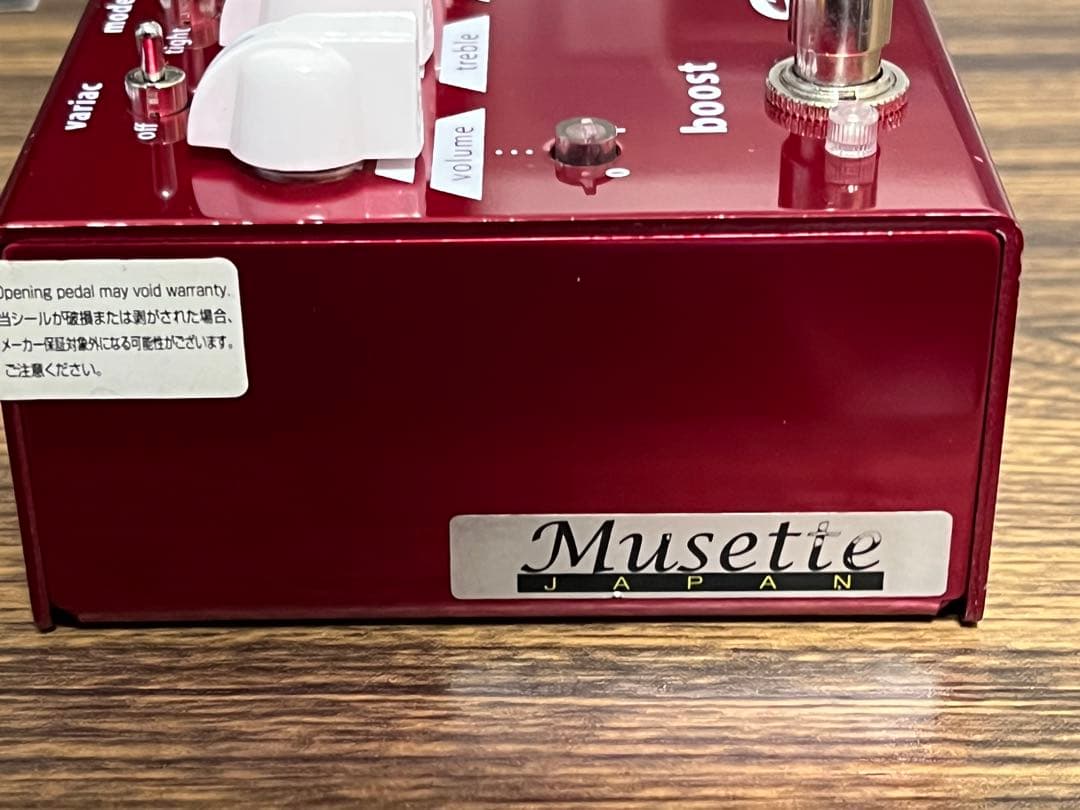 mode
tight
variac
off
treble
volume
0
boost
Opening pedal may void warranty.
当シールが破損または剥がされた場合、
メーカー保証対象外になる可能性がございます。
ご注意ください。
Musette
JAPAN